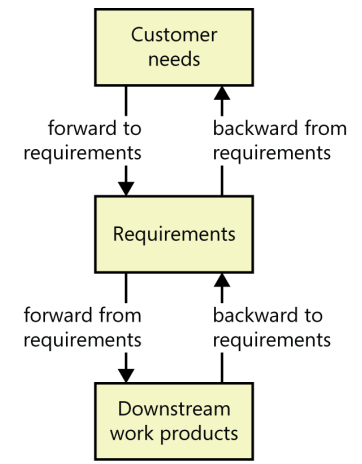 Customer
needs
forward to
requirements
backward from
requirements
Requirements
forward from
requirements
backward to
requirements
Downstream
work products